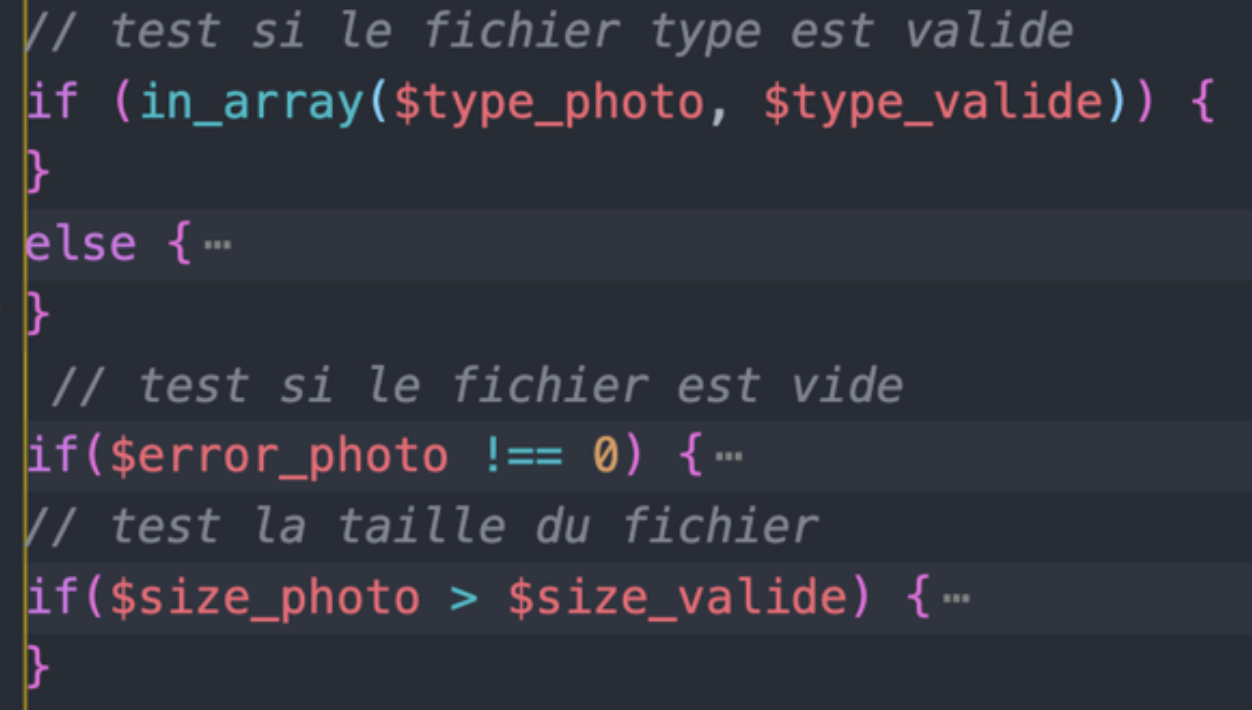 // test si le fichier type est valide
if (in_array($type_photo, $type_valide)) {
}
else { …
}
// test si le fichier est vide
if($error_photo !== 0) { …
// test la taille du fichier
if($size_photo > $size_valide) { …
}